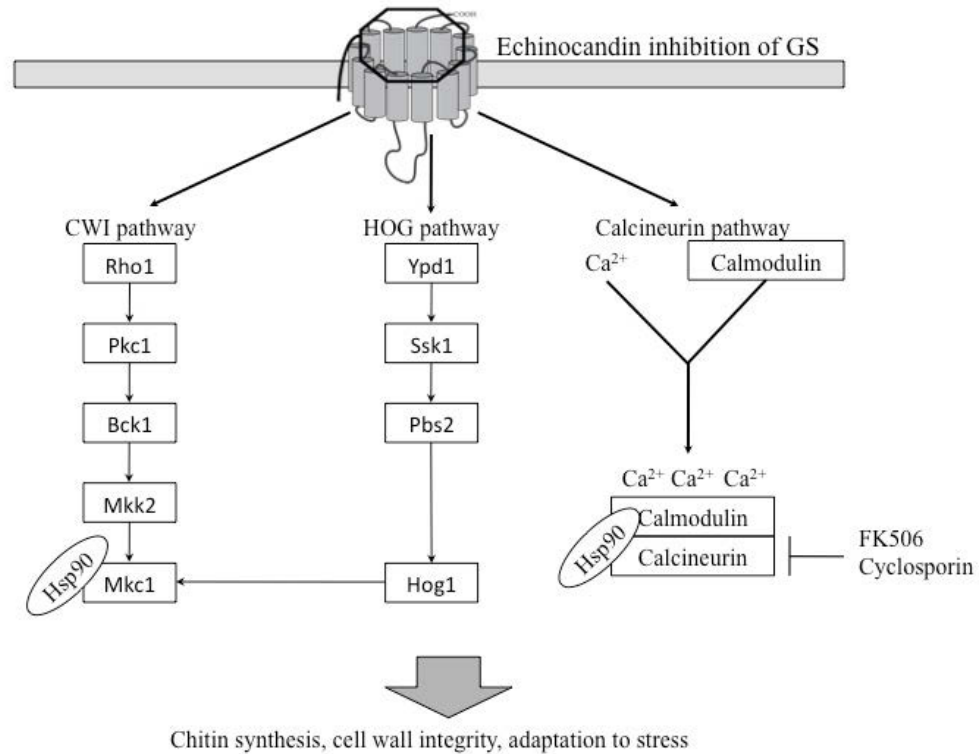 COOH
Echinocandin inhibition of GS
CWI pathway
HOG pathway
Calcineurin pathway
Rho1
Ypd1
Ca²⁺
Calmodulin
Pkc1
Ssk1
Bck1
Pbs2
Mkk2
Ca²⁺ Ca²⁺ Ca²⁺
Calmodulin
Hsp90
Calcineurin
FK506
Cyclosporin
Hsp90
Mkc1
Hog1
Chitin synthesis, cell wall integrity, adaptation to stress